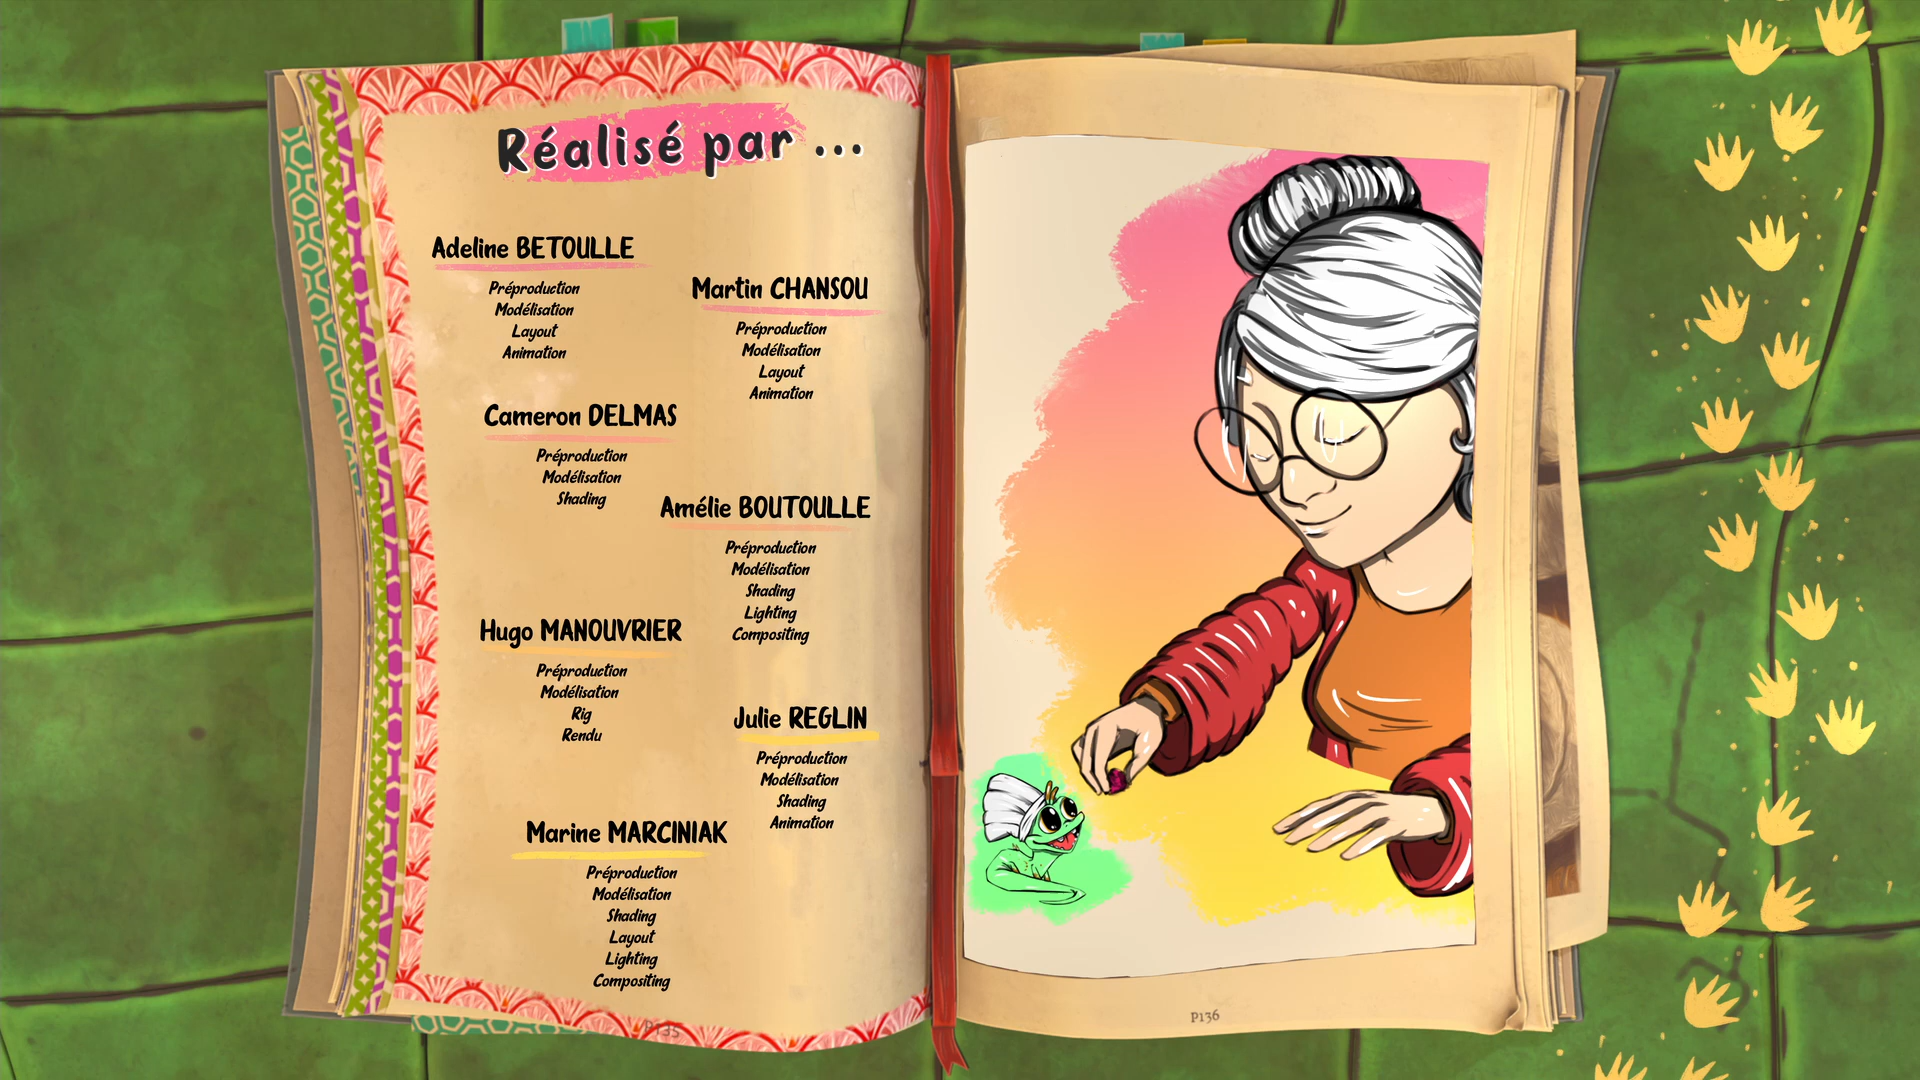 Réalisé par ...
Adeline BETOULLE
Préproduction
Modélisation
Layout
Animation
Martin CHANSOU
Préproduction
Modélisation
Layout
Animation
Cameron DELMAS
Préproduction
Modélisation
Shading
Amélie BOUTOULLE
Préproduction
Modélisation
Shading
Lighting
Compositing
Hugo MANOUVRIER
Préproduction
Modélisation
Rig
Rendu
Julie REGLIN
Préproduction
Modélisation
Shading
Animation
Marine MARCINIAK
Préproduction
Modélisation
Shading
Layout
Lighting
Compositing
P135
P136